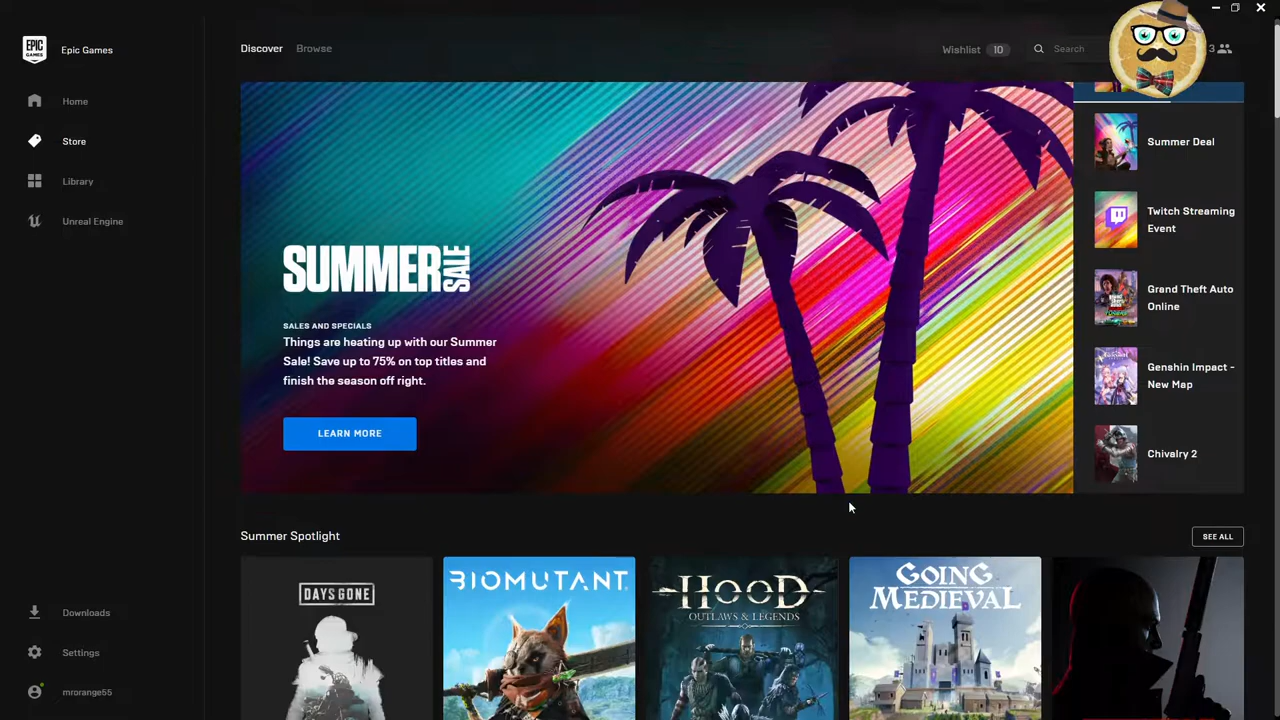 EPIC
GAMES
Epic Games
Home
Store
Library
Unreal Engine
Downloads
Settings
mrorange55
Discover
Browse
Wishlist 10
Search
3
SUMMER SALE
SALES AND SPECIALS
Things are heating up with our Summer
Sale! Save up to 75% on top titles and
finish the season off right.
LEARN MORE
Summer Deal
Twitch Streaming
Event
Grand Theft Auto
Online
Genshin Impact -
New Map
Chivalry 2
Summer Spotlight
SEE ALL
DAYS GONE
BIOMUTANT.
HOOD
OUTLAWS & LEGENDS
GOING
MEDIEVAL